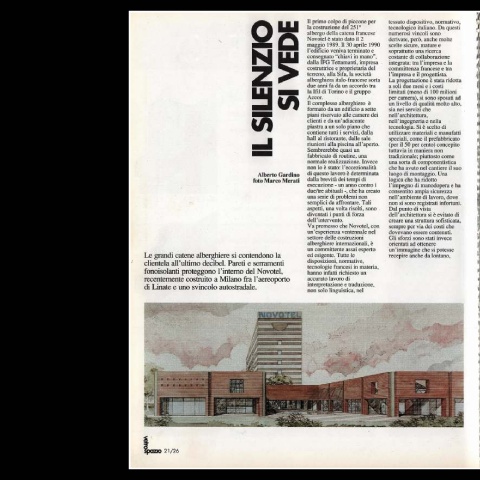 IL SILENZIO
SI VEDE
Alberto Gardino
foto Marco Merati
Le grandi catene alberghiere si contendono la
clientela all'ultimo decibel. Pareti e serramenti
fonoisolanti proteggono l'interno del Novotel,
recentemente costruito a Milano fra l'aereoporto
di Linate e uno svincolo autostradale.
Il primo colpo di piccone per
la costruzione del 251°
albergo della catena francese
Novotel è stato dato il 2
maggio 1989. Il 30 aprile 1990
l'edificio veniva terminato e
consegnato "chiavi in mano",
dalla IFG Tettamanti, impresa
costruttrice e proprietaria del
terreno, alla Sifa, la società
alberghiera italo francese sorta
due anni fa da un accordo tra
la Ifil di Torino e il gruppo
Accor.
Il complesso alberghiero è
formato da un edificio a sette
piani riservato alle camere dei
clienti e da un'adiacente
piastra a un solo piano che
contiene tutti i servizi, dalla
hall al ristorante, dalle sale
riunioni alla piscina all'aperto.
Sembrerebbe quasi un
fabbricato di routine, una
normale realizzazione. Invece
non lo è stato: l'eccezionalità
di questo lavoro è determinata
dalla brevità dei tempi di
esecuzione - un anno contro i
due/tre abituali -, che ha creato
una serie di problemi non
semplici da affrontare. Tali
aspetti, una volta risolti, sono
diventati i punti di forza
dell'intervento.
Va premesso che Novotel, con
un'esperienza ventennale nel
settore delle costruzioni
alberghiere internazionali, è
un committente assai esperto
ed esigente. Tutte le
disposizioni, normative,
tecnologie francesi in materia,
hanno infatti richiesto un
accurato lavoro di
interpretazione e traduzione,
non solo linguistica, nel
tessuto dispositivo, normativo,
tecnologico italiano. Da questi
numerosi vincoli sono
derivate, però, anche molte
scelte sicure, mature e
soprattutto una ricerca
costante di collaborazione
integrata: tra l'impresa e la
committenza francese e tra
l'impresa e il progettista.
La progettazione è stata ridotta
a soli due mesi e i costi
limitati (meno di 100 milioni
per camera), si sono sposati ad
un livello di qualità molto alto,
sia nei servizi che
nell'architettura,
nell'ingegneria e nella
tecnologia. Si è scelto di
utilizzare materiali e manufatti
speciali, come il prefabbricato
(per il 50 per cento) concepito
tuttavia in maniera non
tradizionale; piuttosto come
una sorta di componentistica
che ha avuto nel cantiere il suo
luogo di montaggio. Una
logica che ha ridotto
l'impegno di manodopera e ha
consentito ampia sicurezza
nell'ambiente di lavoro, dove
non si sono registrati infortuni.
Dal punto di vista
dell'architettura si è evitato di
creare una struttura sofisticata,
sempre per via dei costi che
dovevano essere contenuti.
Gli sforzi sono stati invece
orientati ad ottenere
un'immagine che si potesse
recepire anche da lontano,
NOVOTEL
vetro
spazio 21/26